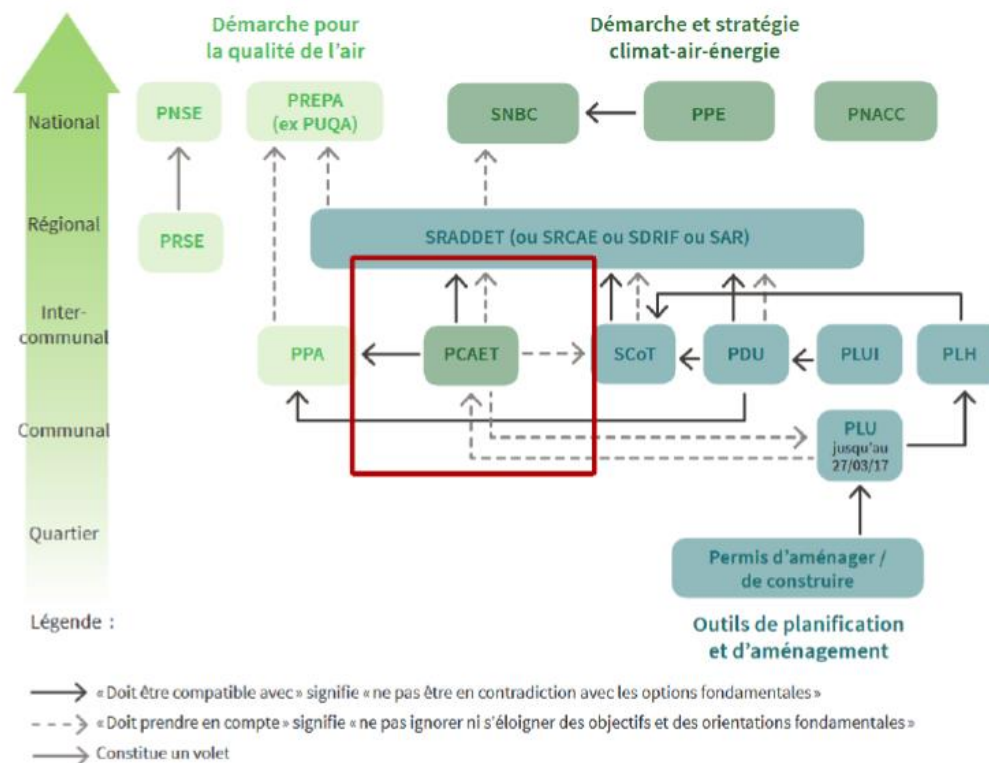 Démarche pour
la qualité de l'air
Démarche et stratégie
climat-air-énergie
National
PNSE
PREPA
(ex PUQA)
SNBC
PPE
PNACC
Régional
PRSE
SRADDET (ou SRCAE ou SDRIF ou SAR)
Inter-
communal
PPA
PCAET
SCoT
PDU
PLUI
PLH
Communal
PLU
jusqu'au
27/03/17
Quartier
Permis d'aménager /
de construire
Légende :
Outils de planification
et d'aménagement
« Doit être compatible avec » signifie « ne pas être en contradiction avec les options fondamentales »
« Doit prendre en compte » signifie « ne pas ignorer ni s'éloigner des objectifs et des orientations fondamentales »
Constitue un volet